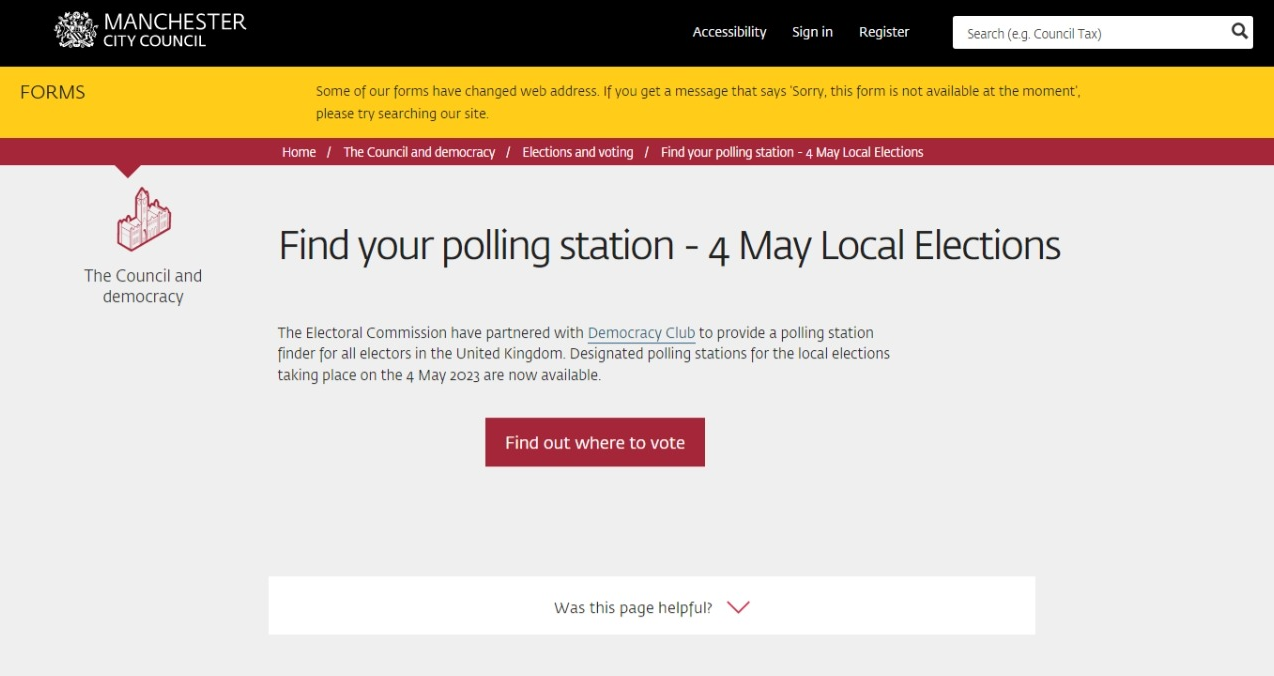 MANCHESTER
CITY COUNCIL
Accessibility Sign in Register Search (e.g. Council Tax)
FORMS
Some of our forms have changed web address. If you get a message that says 'Sorry, this form is not available at the moment',
please try searching our site.
Home / The Council and democracy / Elections and voting / Find your polling station - 4 May Local Elections
The Council and
democracy
Find your polling station - 4 May Local Elections
The Electoral Commission have partnered with Democracy Club to provide a polling station
finder for all electors in the United Kingdom. Designated polling stations for the local elections
taking place on the 4 May 2023 are now available.
Find out where to vote
Was this page helpful?